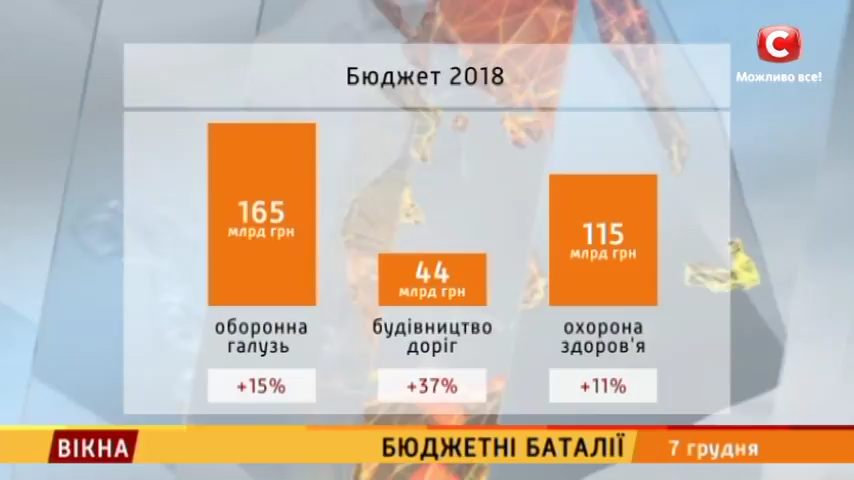 С
Можливо все!
Бюджет 2018
165
млрд грн
44
млрд грн
115
млрд грн
оборонна
галузь
будівництво
доріг
охорона
здоров'я
+15%
+37%
+11%
ВІКНА
БЮДЖЕТНІ БАТАЛІЇ
7 грудня